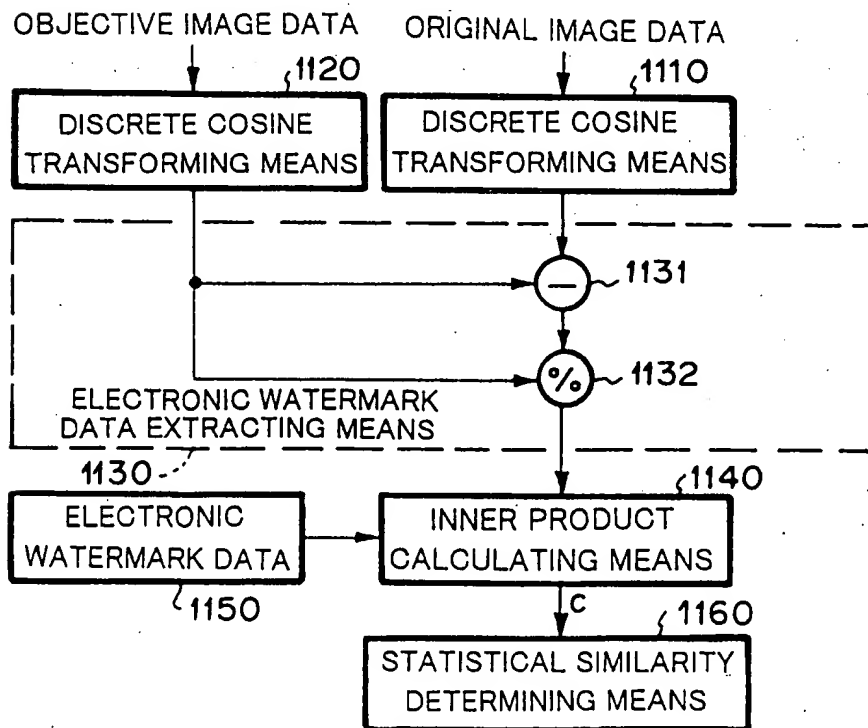 OBJECTIVE IMAGE DATA
ORIGINAL IMAGE DATA
1120
1110
DISCRETE COSINE
TRANSFORMING MEANS
DISCRETE COSINE
TRANSFORMING MEANS
—
1131
%
1132
ELECTRONIC WATERMARK
DATA EXTRACTING MEANS
1130
1140
ELECTRONIC
WATERMARK DATA
INNER PRODUCT
CALCULATING MEANS
1150
C
1160
STATISTICAL SIMILARITY
DETERMINING MEANS